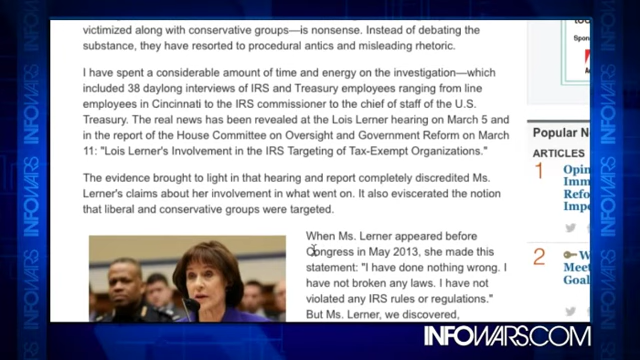 victimized along with conservative groups—is nonsense. Instead of debating the
substance, they have resorted to procedural antics and misleading rhetoric.
I have spent a considerable amount of time and energy on the investigation—which
included 38 daylong interviews of IRS and Treasury employees ranging from line
employees in Cincinnati to the IRS commissioner to the chief of staff of the U.S.
Treasury. The real news has been revealed at the Lois Lerner hearing on March 5 and
in the report of the House Committee on Oversight and Government Reform on March
11: "Lois Lerner's Involvement in the IRS Targeting of Tax-Exempt Organizations."
The evidence brought to light in that hearing and report completely discredited Ms.
Lerner's claims about her involvement in what went on. It also eviscerated the notion
that liberal and conservative groups were targeted.
When Ms. Lerner appeared before
Congress in May 2013, she made this
statement: "I have done nothing wrong. I
have not broken any laws. I have not
violated any IRS rules or regulations."
But Ms. Lerner, we discovered,
Spon
Popular N
ARTICLES
1
Opin
Imm
Refo
Impe
2
W
Meet
Goal
INFOWARS
INFOWARS
INFOWARS.COM